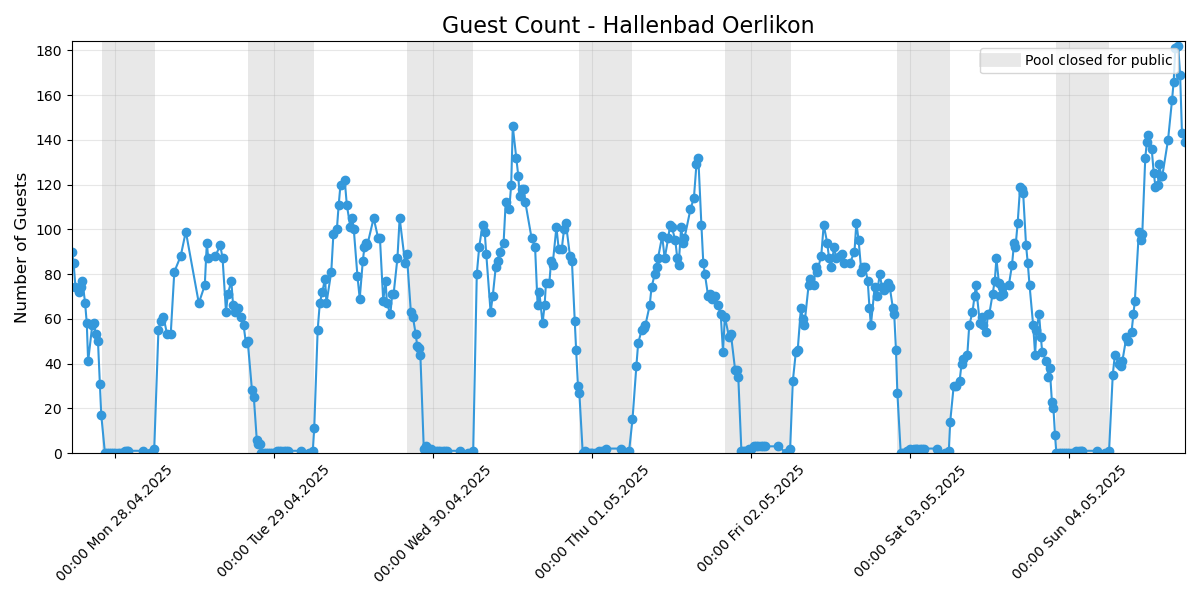 Guest Count - Hallenbad Oerlikon
Pool closed for public
Number of Guests
180
160
140
120
100
80
60
40
20
0
00:00 Mon 28.04.2025
00:00 Tue 29.04.2025
00:00 Wed 30.04.2025
00:00 Thu 01.05.2025
00:00 Fri 02.05.2025
00:00 Sat 03.05.2025
00:00 Sun 04.05.2025